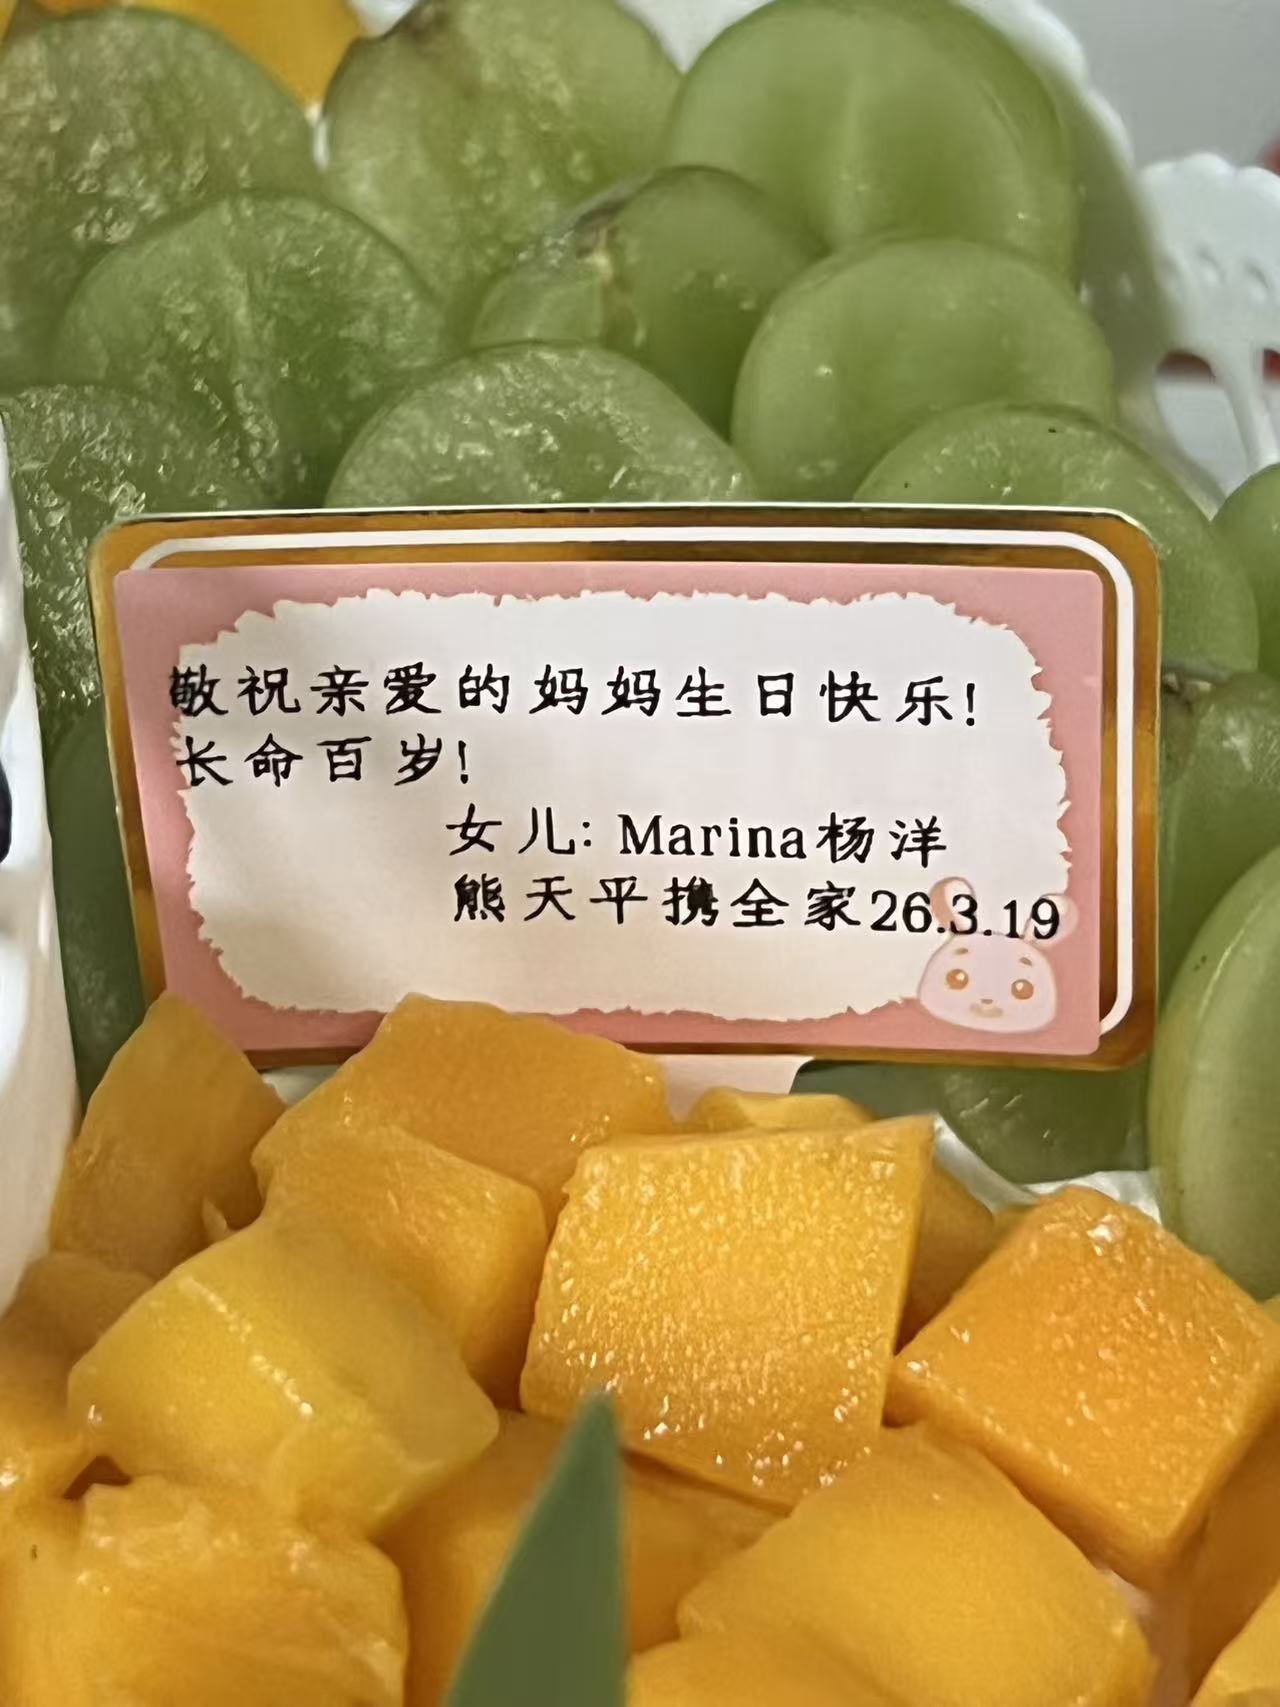 敬祝亲爱的妈妈生日快乐!
长命百岁!
女儿: Marina杨洋
熊天平携全家26.3.19